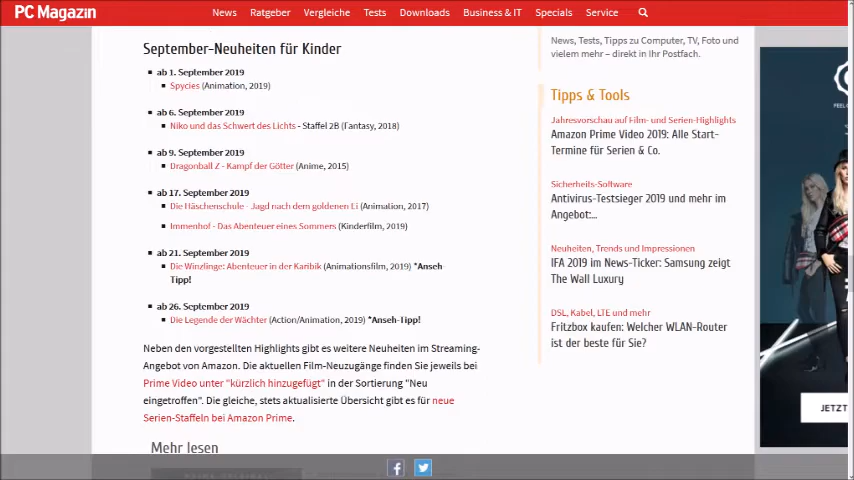 PC Magazin
News Ratgeber Vergleiche Tests Downloads Business & IT Specials Service
September-Neuheiten für Kinder
ab 1. September 2019
Spycies (Animation, 2019)
ab 6. September 2019
Niko und das Schwert des Lichts - Staffel 2B (Fantasy, 2018)
ab 9. September 2019
Dragonball Z - Kampf der Götter (Anime, 2015)
ab 17. September 2019
Die Häschenschule - Jagd nach dem goldenen Ei (Animation, 2017)
Immenhof - Das Abenteuer eines Sommers (Kinderfilm, 2019)
ab 21. September 2019
Die Winzlinge: Abenteuer in der Karibik (Animationsfilm, 2019) *Anseh
Tipp!
ab 26. September 2019
Die Legende der Wächter (Action/Animation, 2019) *Anseh-Tipp!
Neben den vorgestellten Highlights gibt es weitere Neuheiten im Streaming-
Angebot von Amazon. Die aktuellen Film-Neuzugänge finden Sie jeweils bei
Prime Video unter "kürzlich hinzugefügt" in der Sortierung "Neu
eingetroffen". Die gleiche, stets aktualisierte Übersicht gibt es für neue
Serien-Staffeln bei Amazon Prime.
Mehr lesen
News, Tests, Tipps zu Computer, TV, Foto und
vielem mehr – direkt in Ihr Postfach.
Tipps & Tools
Jahresvorschau auf Film- und Serien-Highlights
Amazon Prime Video 2019: Alle Start-
Termine für Serien & Co.
Sicherheits-Software
Antivirus-Testsieger 2019 und mehr im
Angebot:...
Neuheiten, Trends und Impressionen
IFA 2019 im News-Ticker: Samsung zeigt
The Wall Luxury
DSL, Kabel, LTE und mehr
Fritzbox kaufen: Welcher WLAN-Router
ist der beste für Sie?
JETZT